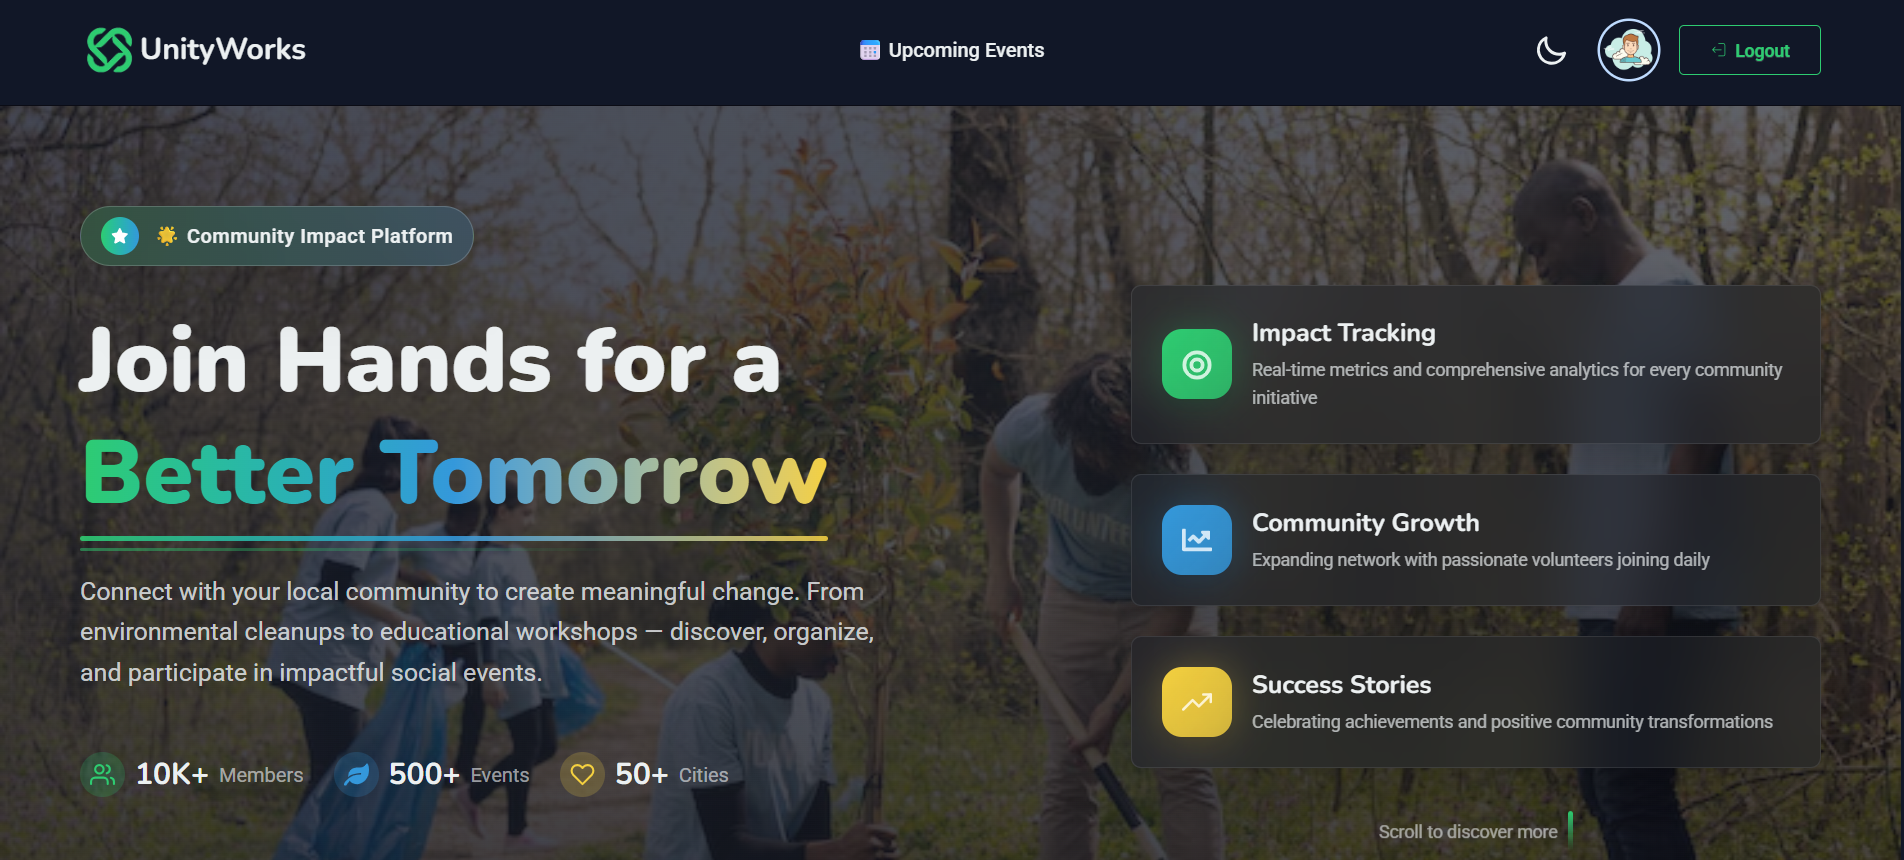 UnityWorks
Upcoming Events
Logout
Community Impact Platform
Join Hands for a
Better Tomorrow
Connect with your local community to create meaningful change. From
environmental cleanups to educational workshops — discover, organize,
and participate in impactful social events.
10K+ Members
500+ Events
50+ Cities
Impact Tracking
Real-time metrics and comprehensive analytics for every community
initiative
Community Growth
Expanding network with passionate volunteers joining daily
Success Stories
Celebrating achievements and positive community transformations
Scroll to discover more